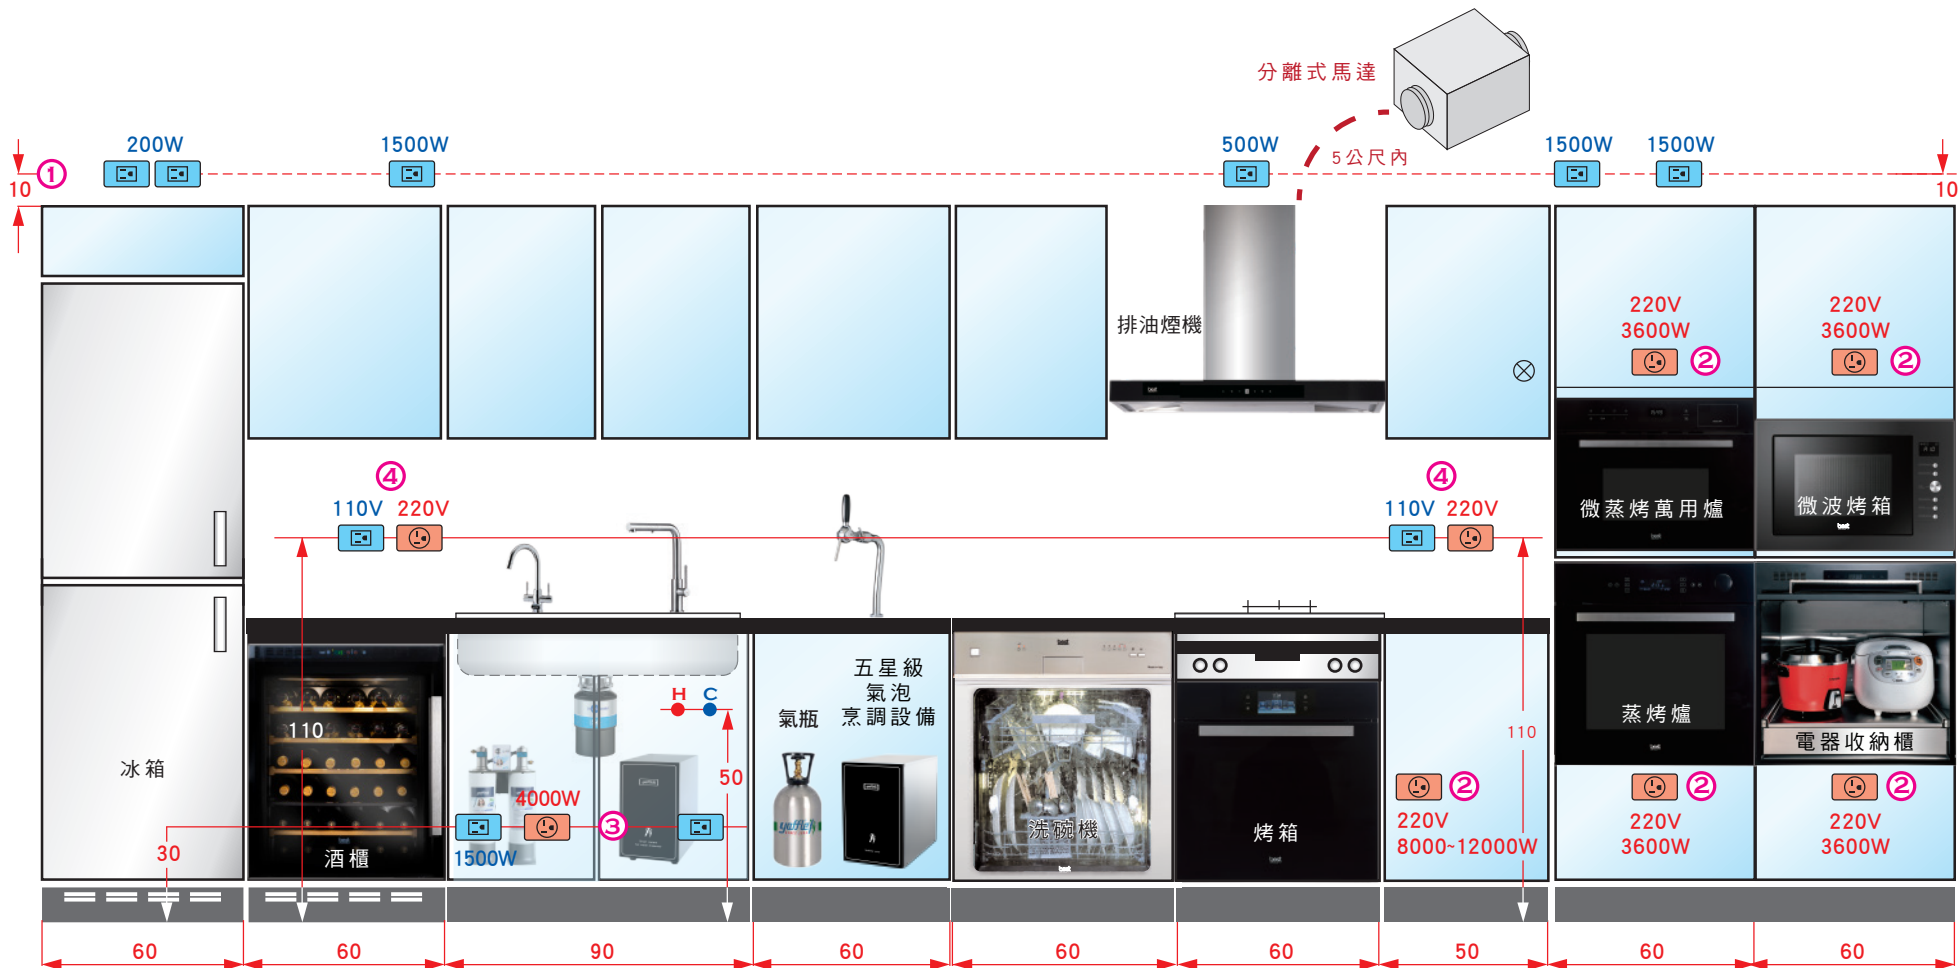 分離式馬達
5公尺內
200W
1500W
500W
1500W
1500W
①
10
10
排油煙機
220V
3600W
②
220V
3600W
②
④
110V
220V
④
110V
220V
微蒸烤萬用爐
微波烤箱
best
best
best
H
C
110
50
110
冰箱
酒櫃
4000W
③
1500W
30
氣瓶
五星級
氣泡
烹調設備
yaffle
洗碗機
best
烤箱
②
220V
8000~12000W
蒸烤爐
電器收納櫃
②
220V
3600W
②
220V
3600W
60
60
90
60
60
60
50
60
60